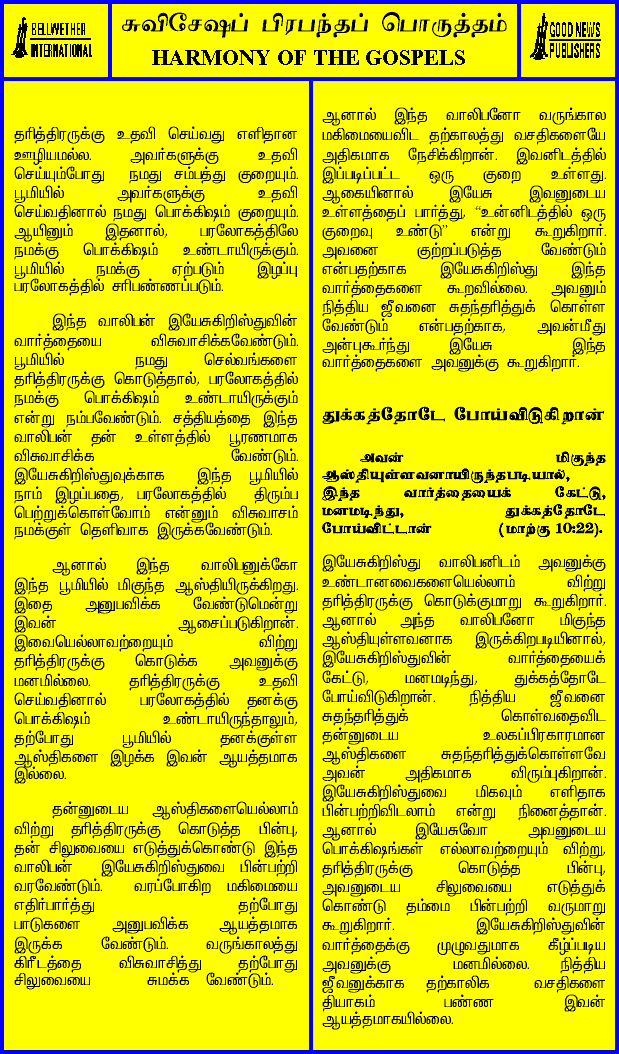 BELLWETHER
INTERNATIONAL
சுவிசேஷப் பிரபந்தப் பொருத்தம்
HARMONY OF THE GOSPELS
GOOD NEWS
PUBLISHERS
தரித்திரருக்கு உதவி செய்வது எளிதான
ஊழியமல்ல. அவர்களுக்கு உதவி
செய்யும்போது நமது சம்பத்து குறையும்.
பூமியில் அவர்களுக்கு உதவி
செய்வதினால் நமது பொக்கிஷம் குறையும்.
ஆயினும் இதனால், பரலோகத்திலே
நமக்கு பொக்கிஷம் உண்டாயிருக்கும்.
பூமியில் நமக்கு ஏற்படும் இழப்பு
பரலோகத்தில் சரிபண்ணப்படும்.
இந்த வாலிபன் இயேசுகிறிஸ்துவின்
வார்த்தையை விசுவாசிக்கவேண்டும்.
பூமியில் நமது செல்வங்களை
தரித்திரருக்கு கொடுத்தால், பரலோகத்தில்
நமக்கு பொக்கிஷம் உண்டாயிருக்கும்
என்று நம்பவேண்டும். சத்தியத்தை இந்த
வாலிபன் தன் உள்ளத்தில் பூரணமாக
விசுவாசிக்க வேண்டும்.
இயேசுகிறிஸ்துவுக்காக இந்த பூமியில்
நாம் இழப்பதை, பரலோகத்தில் திரும்ப
பெற்றுக்கொள்வோம் என்னும் விசுவாசம்
நமக்குள் தெளிவாக இருக்கவேண்டும்.
ஆனால் இந்த வாலிபனுக்கோ
இந்த பூமியில் மிகுந்த ஆஸ்தியிருக்கிறது.
இதை அனுபவிக்க வேண்டுமென்று
இவன் ஆசைப்படுகிறான்.
இவையெல்லாவற்றையும் விற்று
தரித்திரருக்கு கொடுக்க அவனுக்கு
மனமில்லை. தரித்திரருக்கு உதவி
செய்வதினால் பரலோகத்தில் தனக்கு
பொக்கிஷம் உண்டாயிருந்தாலும்,
தற்போது பூமியில் தனக்குள்ள
ஆஸ்திகளை இழக்க இவன் ஆயத்தமாக
இல்லை.
தன்னுடைய ஆஸ்திகளையெல்லாம்
விற்று தரித்திரருக்கு கொடுத்த பின்பு,
தன் சிலுவையை எடுத்துக்கொண்டு இந்த
வாலிபன் இயேசுகிறிஸ்துவை பின்பற்றி
வரவேண்டும். வரப்போகிற மகிமையை
எதிர்பார்த்து தற்போது
பாடுகளை அனுபவிக்க ஆயத்தமாக
இருக்க வேண்டும். வருங்காலத்து
கிரீடத்தை விசுவாசித்து தற்போது
சிலுவையை சுமக்க வேண்டும்.
ஆனால் இந்த வாலிபனோ வருங்கால
மகிமையைவிட தற்காலத்து வசதிகளையே
அதிகமாக நேசிக்கிறான். இவனிடத்தில்
இப்படிப்பட்ட ஒரு குறை உள்ளது.
ஆகையினால் இயேசு இவனுடைய
உள்ளத்தைப் பார்த்து, “உன்னிடத்தில் ஒரு
குறைவு உண்டு” என்று கூறுகிறார்.
அவனை குற்றப்படுத்த வேண்டும்
என்பதற்காக இயேசுகிறிஸ்து இந்த
வார்த்தைகளை கூறவில்லை. அவனும்
நித்திய ஜீவனை சுதந்தரித்துக் கொள்ள
வேண்டும் என்பதற்காக, அவன்மீது
அன்புகூர்ந்து இயேசு இந்த
வார்த்தைகளை அவனுக்கு கூறுகிறார்.
துக்கத்தோடே போய்விடுகிறான்
அவன் மிகுந்த
ஆஸ்தியுள்ளவனாயிருந்தபடியால்,
இந்த வார்த்தையைக் கேட்டு,
மனமடிந்து, துக்கத்தோடே
போய்விட்டான் (மாற்கு 10:22).
இயேசுகிறிஸ்து வாலிபனிடம் அவனுக்கு
உண்டானவைகளையெல்லாம் விற்று
தரித்திரருக்கு கொடுக்குமாறு கூறுகிறார்.
ஆனால் அந்த வாலிபனோ மிகுந்த
ஆஸ்தியுள்ளவனாக இருக்கிறபடியினால்,
இயேசுகிறிஸ்துவின் வார்த்தையைக்
கேட்டு, மனமடிந்து, துக்கத்தோடே
போய்விடுகிறான். நித்திய ஜீவனை
சுதந்தரித்துக் கொள்வதைவிட
தன்னுடைய உலகப்பிரகாரமான
ஆஸ்திகளை சுதந்தரித்துக்கொள்ளவே
அவன் அதிகமாக விரும்புகிறான்.
இயேசுகிறிஸ்துவை மிகவும் எளிதாக
பின்பற்றிவிடலாம் என்று நினைத்தான்.
ஆனால் இயேசுவோ அவனுடைய
பொக்கிஷங்கள் எல்லாவற்றையும் விற்று,
தரித்திரருக்கு கொடுத்த பின்பு,
அவனுடைய சிலுவையை எடுத்துக்
கொண்டு தம்மை பின்பற்றி வருமாறு
கூறுகிறார். இயேசுகிறிஸ்துவின்
வார்த்தைக்கு முழுவதுமாக கீழ்ப்படிய
அவனுக்கு மனமில்லை. நித்திய
ஜீவனுக்காக தற்காலிக வசதிகளை
தியாகம் பண்ண இவன்
ஆயத்தமாயில்லை.